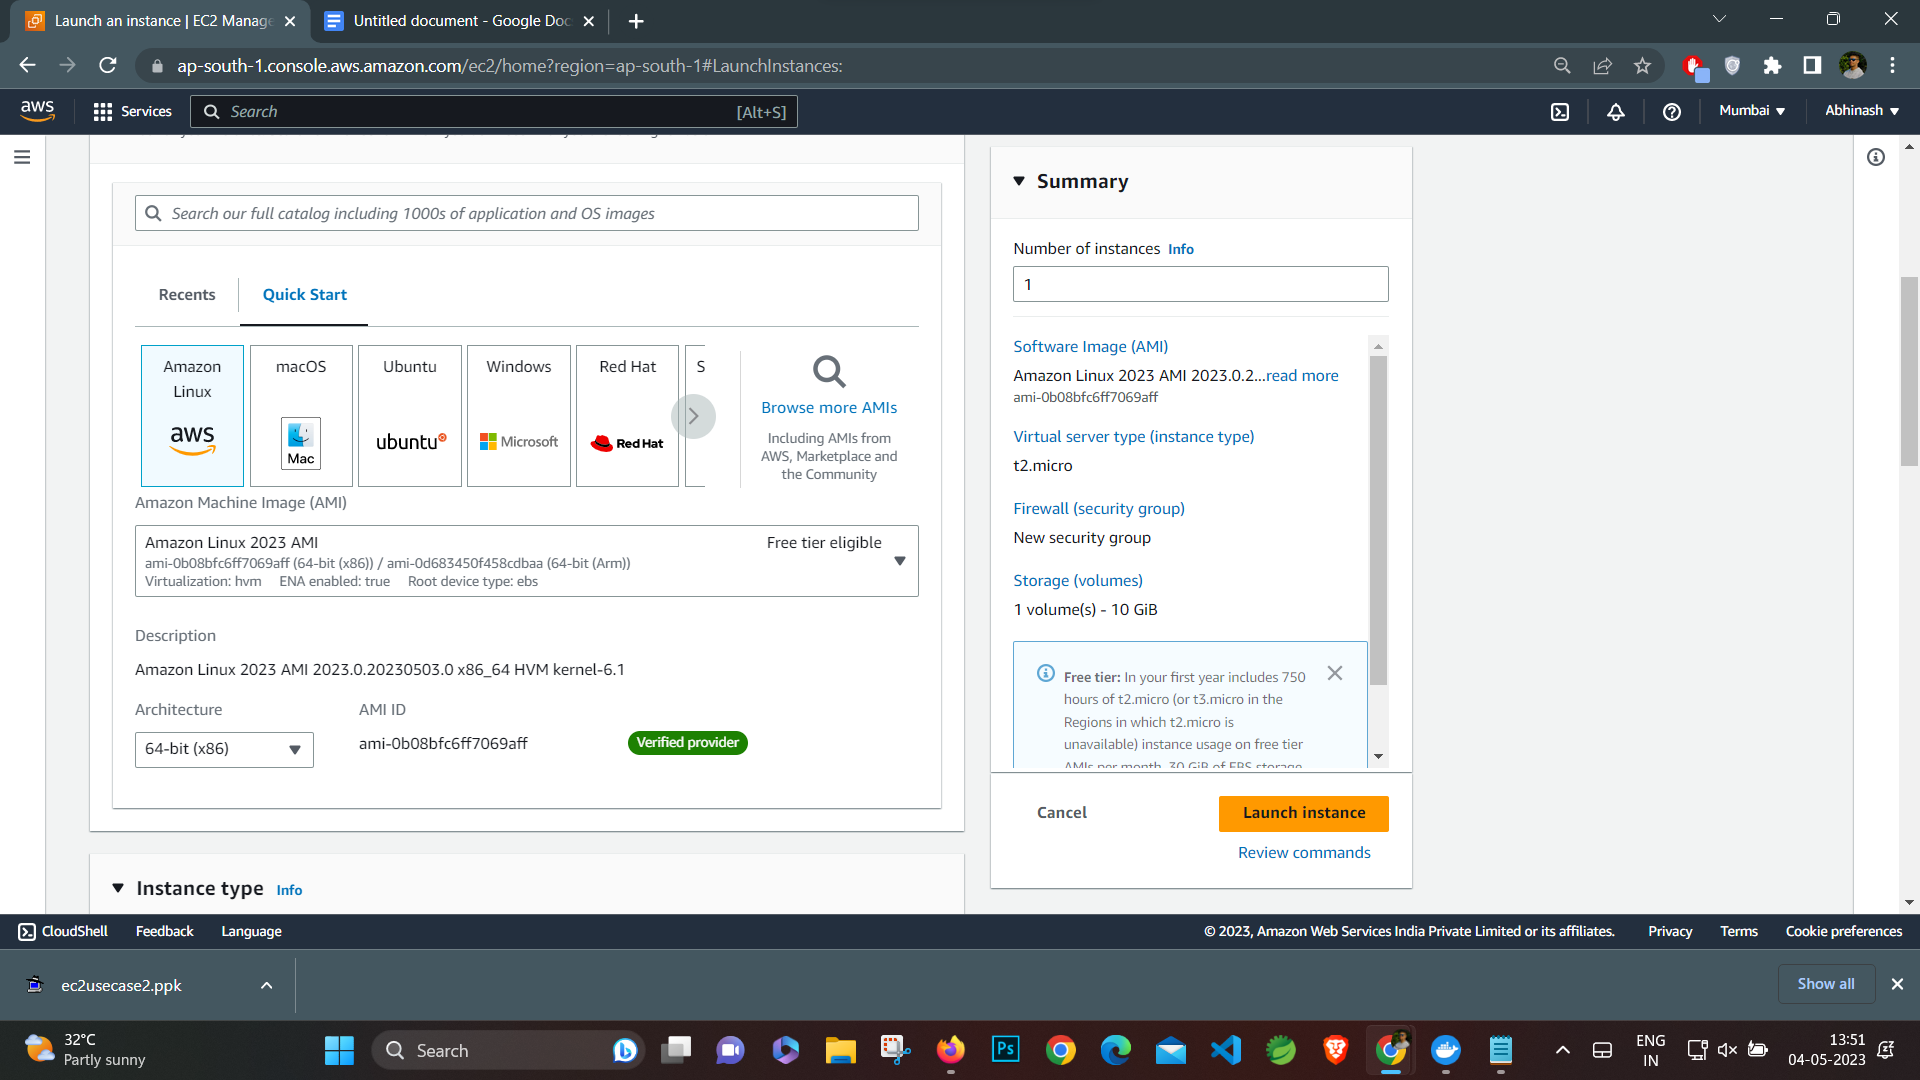 Launch an instance | EC2 Manage
Untitled document - Google Doc
ap-south-1.console.aws.amazon.com/ec2/home?region=ap-south-1#LaunchInstances:
aws
Services
Search
[Alt+S]
Mumbai
Abhinash
Search our full catalog including 1000s of application and OS images
Recents
Quick Start
Amazon
Linux
aws
macOS
Mac
Ubuntu
ubuntu
Windows
Microsoft
Red Hat
Red Hat
S
Browse more AMIs
Including AMIs from
AWS, Marketplace and
the Community
Amazon Machine Image (AMI)
Amazon Linux 2023 AMI
Free tier eligible
ami-0b08bfc6ff7069aff (64-bit (x86)) / ami-0d683450f458cdbaa (64-bit (Arm))
Virtualization: hvm ENA enabled: true Root device type: ebs
Description
Amazon Linux 2023 AMI 2023.0.20230503.0 x86_64 HVM kernel-6.1
Architecture
AMI ID
64-bit (x86)
ami-0b08bfc6ff7069aff
Verified provider
Instance type Info
Summary
Number of instances Info
1
Software Image (AMI)
Amazon Linux 2023 AMI 2023.0.2...read more
ami-0b08bfc6ff7069aff
Virtual server type (instance type)
t2.micro
Firewall (security group)
New security group
Storage (volumes)
1 volume(s) - 10 GiB
Free tier: In your first year includes 750
hours of t2.micro (or t3.micro in the
Regions in which t2.micro is
unavailable) instance usage on free tier
AMIs per month, 30 GiB of EBS storage,
Cancel
Launch instance
Review commands
CloudShell
Feedback
Language
© 2023, Amazon Web Services India Private Limited or its affiliates.
Privacy
Terms
Cookie preferences
ec2usecase2.ppk
Show all
32°C
Partly sunny
Search
Ps
ENG
IN
13:51
04-05-2023